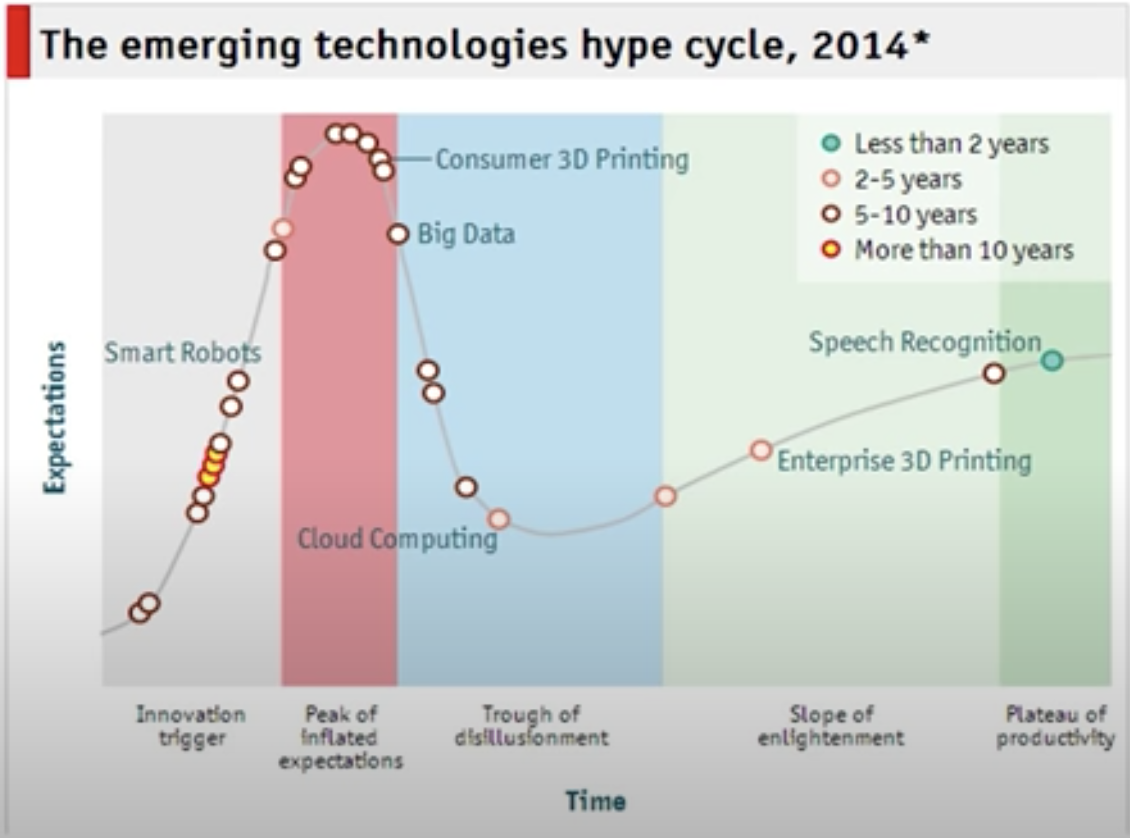 The emerging technologies hype cycle, 2014*
Less than 2 years
2-5 years
5-10 years
More than 10 years
Consumer 3D Printing
Big Data
Smart Robots
Speech Recognition
Enterprise 3D Printing
Cloud Computing
Expectations
Innovation
trigger
Peak of
inflated
expectations
Trough of
disillusionment
Slope of
enlightenment
Plateau of
productivity
Time